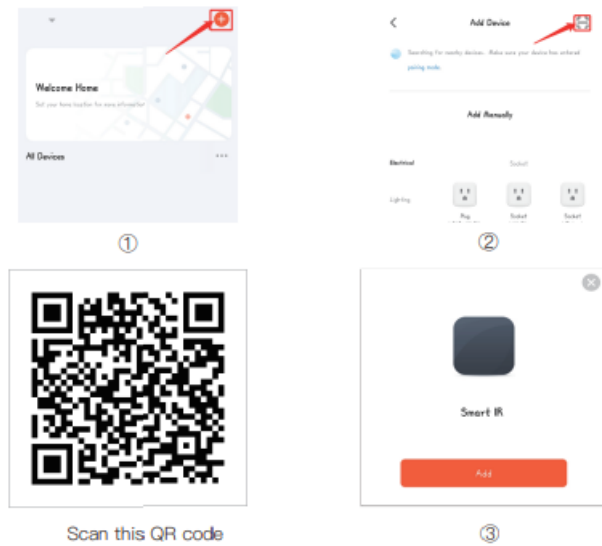 Welcome Home
Set your home location for more information
All Devices
...
①
Add Device
Searching for nearby devices. Make sure your device has entered
pairing mode.
Add Manually
Electrical
Socket
Lighting
Plug
Socket
Socket
②
Scan this QR code
Smart IR
Add
③